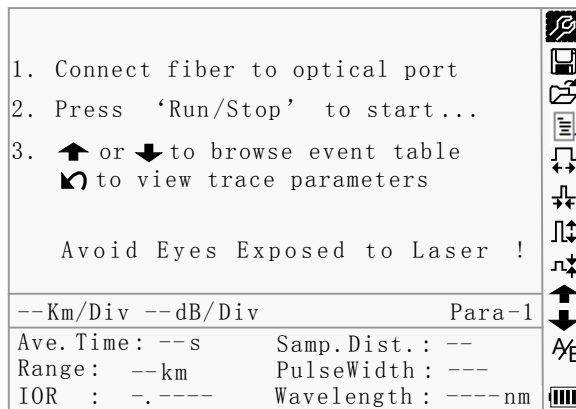 1. Connect fiber to optical port
2. Press ‘Run/Stop’ to start...
3. ↑ or ↓ to browse event table
↶ to view trace parameters
Avoid Eyes Exposed to Laser !
--Km/Div --dB/Div Para-1
Ave.Time: --s Samp.Dist.: --
Range: --km PulseWidth: ---
IOR : -.---- Wavelength: ----nm
A/E